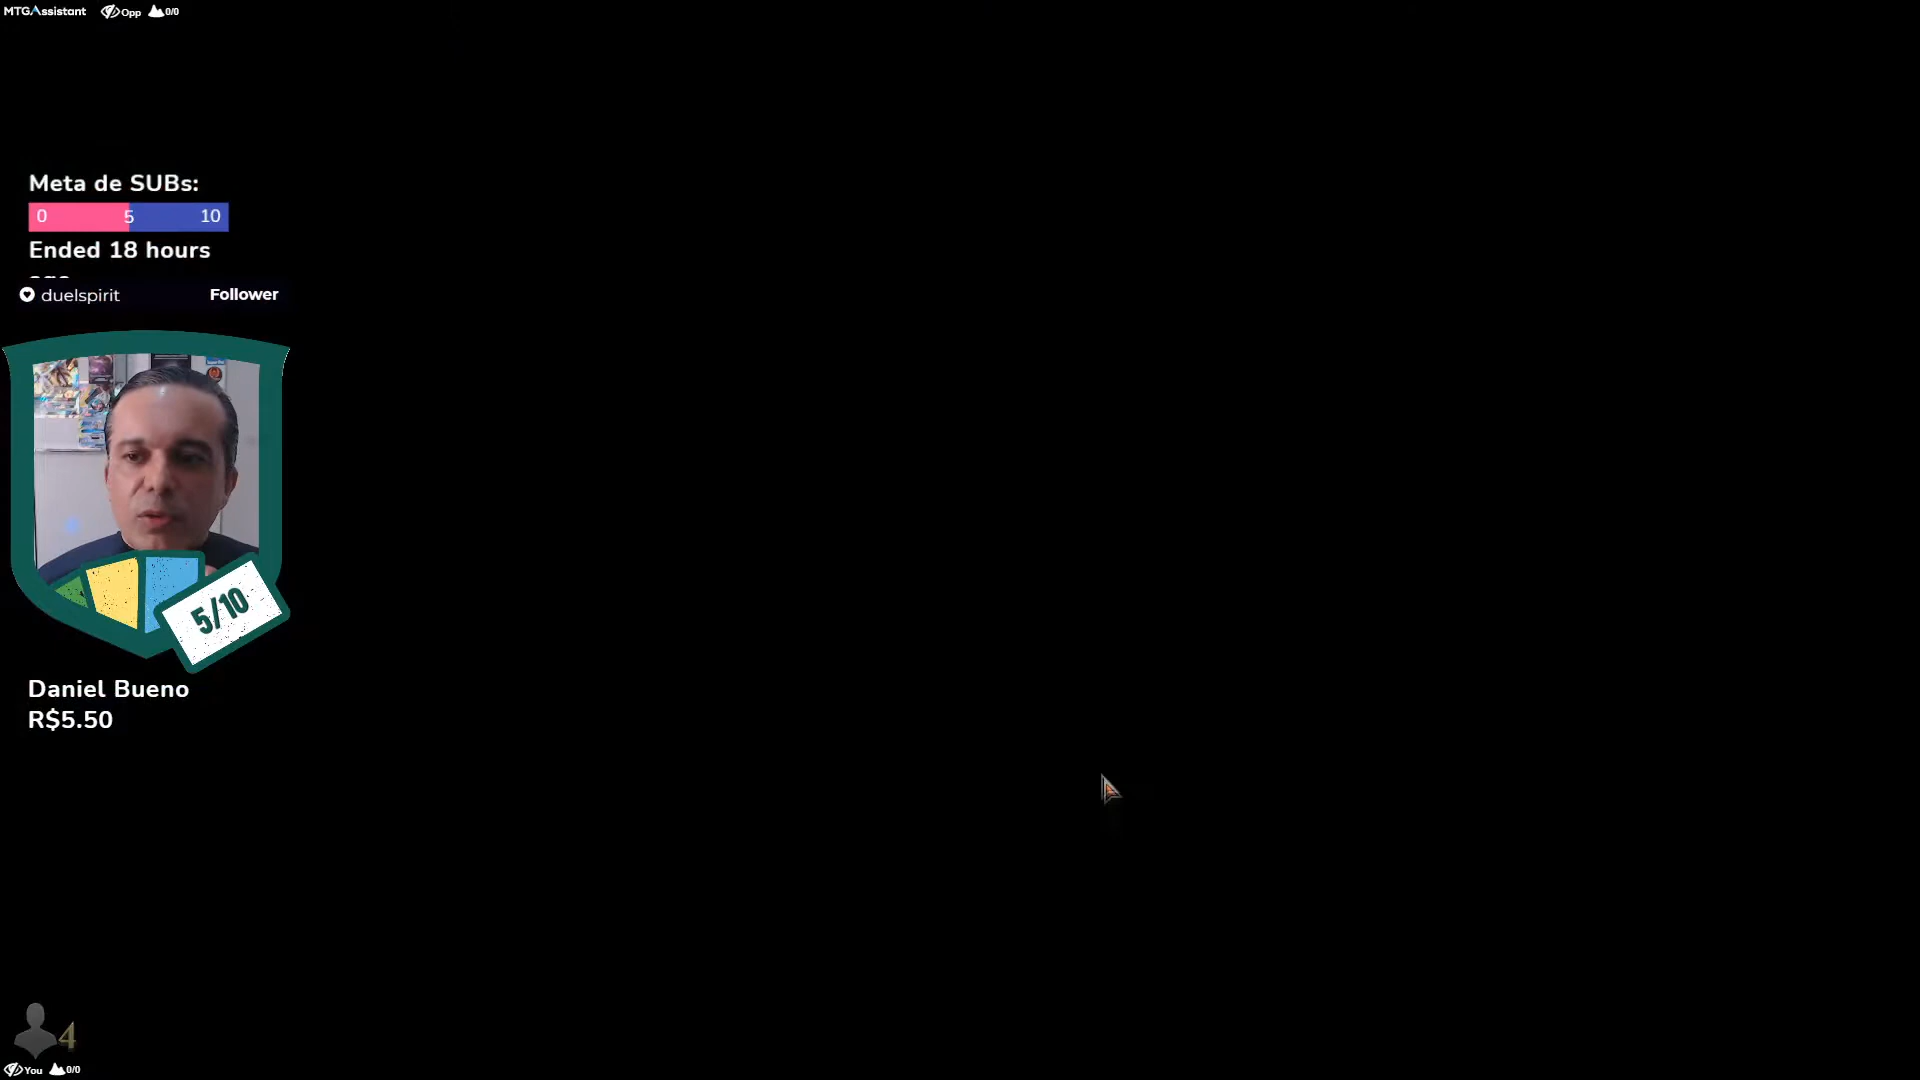 MTGAssistant Opp 0/0
Meta de SUBs:
0 5 10
Ended 18 hours
duelspirit Follower
5/10
Daniel Bueno
R$5.50
4
You 0/0